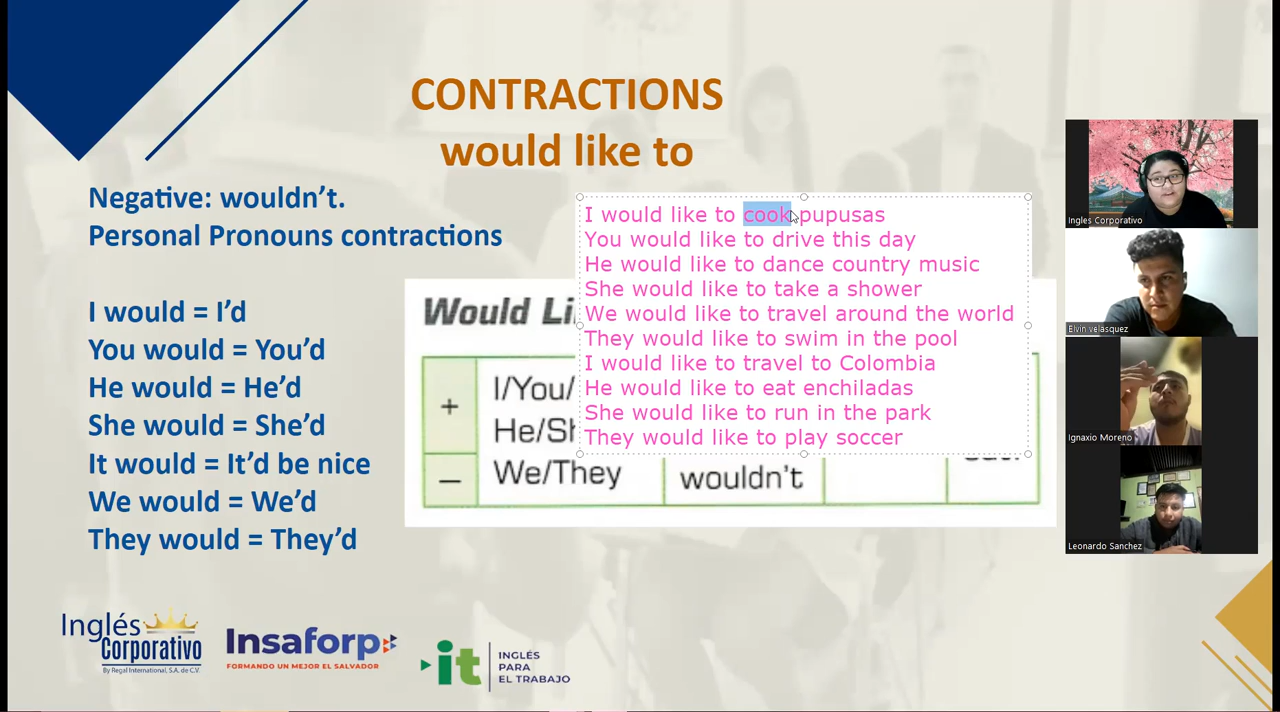 CONTRACTIONS
would like to
Negative: wouldn't.
Personal Pronouns contractions
I would = I'd
You would = You'd
He would = He'd
She would = She'd
It would = It'd be nice
We would = We'd
They would = They'd
I would like to cook pupusas
You would like to drive this day
He would like to dance country music
She would like to take a shower
We would like to travel around the world
They would like to swim in the pool
I would like to travel to Colombia
He would like to eat enchiladas
She would like to run in the park
They would like to play soccer
Would Li
+
I/You/
He/Sh
We/They
–
wouldn't
Ingles Corporativo
Elvin velasquez
Ignaxio Moreno
Leonardo Sanchez
Inglés
Corporativo
By Regal International, S.A. de C.V.
Insaforp
FORMANDO UN MEJOR EL SALVADOR
it
INGLÉS
PARA
EL TRABAJO